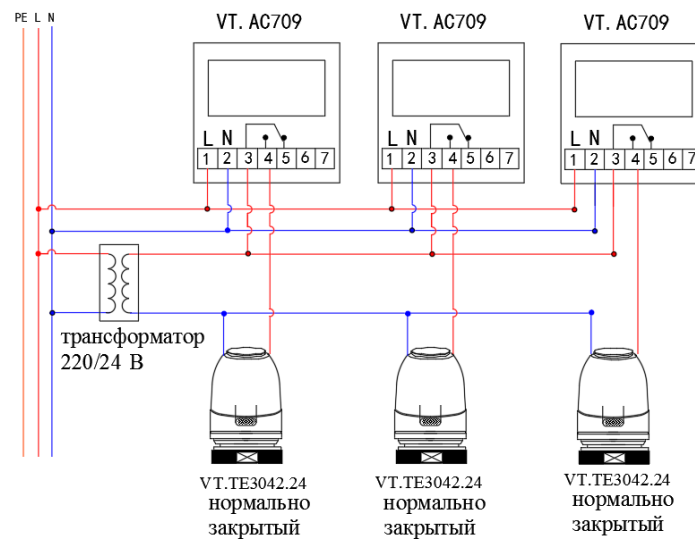 PE L N
VT. AC709
VT. AC709
VT. AC709
L N
L N
L N
1 2 3 4 5 6 7
1 2 3 4 5 6 7
1 2 3 4 5 6 7
трансформатор
220/24 В
VT.TE3042.24
нормально
закрытый
VT.TE3042.24
нормально
закрытый
VT.TE3042.24
нормально
закрытый